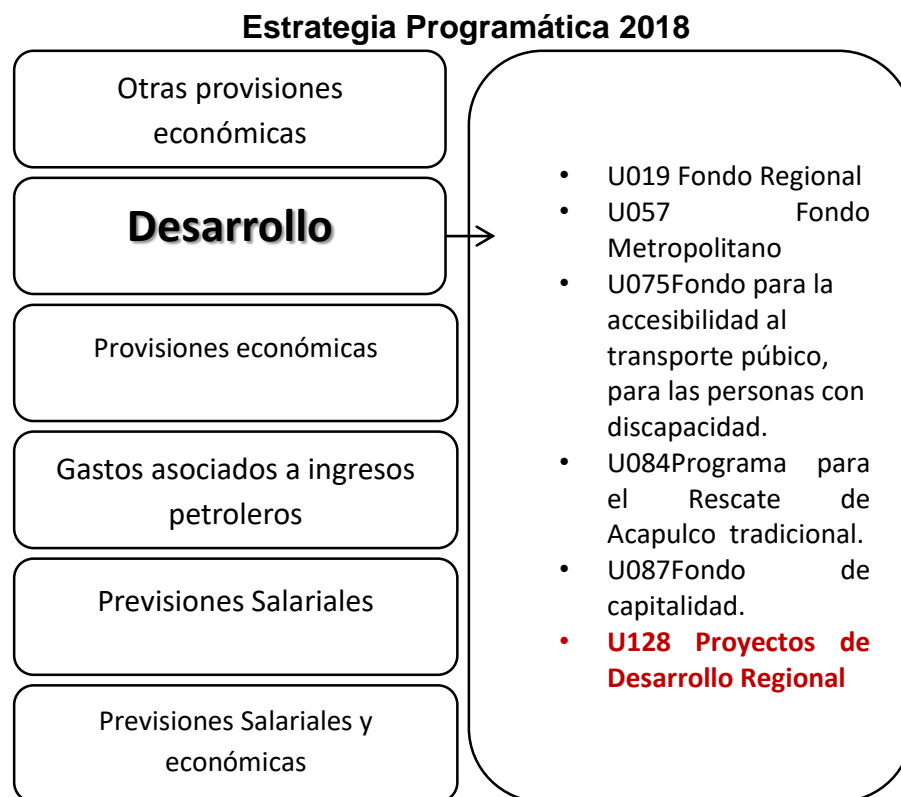 Estrategia Programática 2018
Otras provisiones
económicas
Desarrollo
Provisiones económicas
Gastos asociados a ingresos
petroleros
Previsiones Salariales
Previsiones Salariales y
económicas
• U019 Fondo Regional
• U057 Fondo
Metropolitano
• U075Fondo para la
accesibilidad al
transporte púbico,
para las personas con
discapacidad.
• U084Programa para
el Rescate de
Acapulco tradicional.
• U087Fondo de
capitalidad.
• U128 Proyectos de
Desarrollo Regional